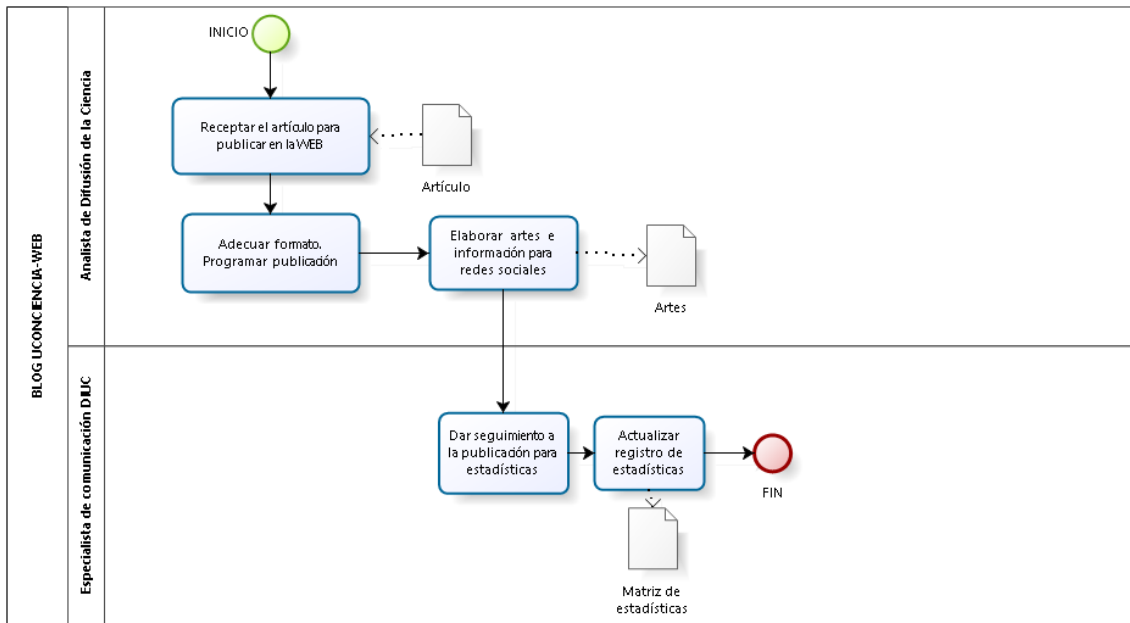 BLOG UCONCIENCIA-WEB
Analista de Difusión de la Ciencia
INICIO
Receptar el artículo para
publicar en la WEB
Artículo
Adecuar formato.
Programar publicación
Elaborar artes e
información para
redes sociales
Artes
Especialista de comunicación DIUC
Dar seguimiento a
la publicación para
estadísticas
Actualizar
registro de
estadísticas
FIN
Matriz de
estadísticas